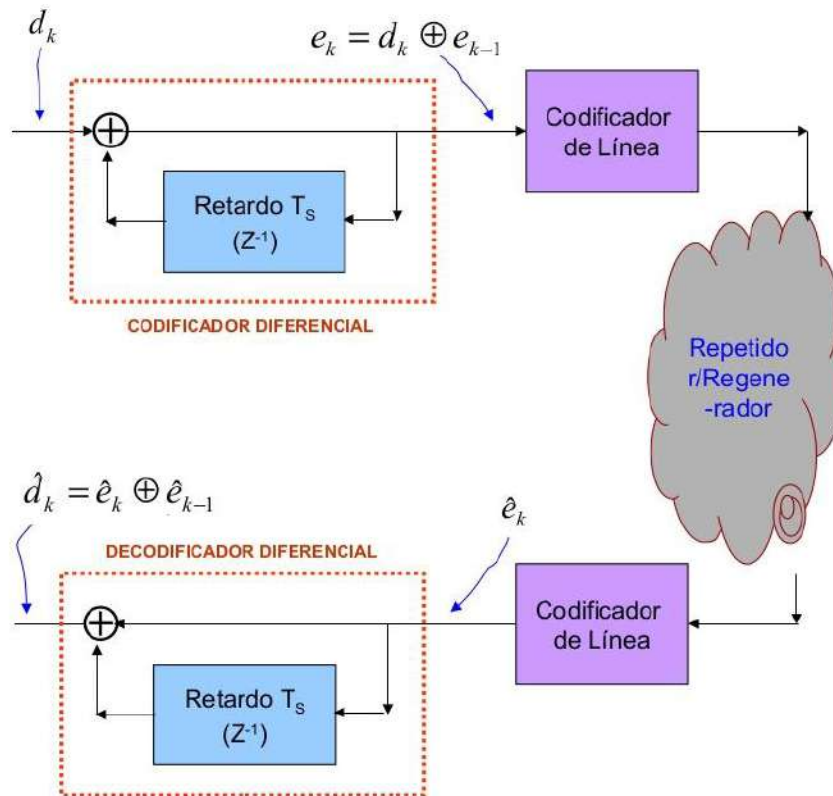 d_k
e_k = d_k ⊕ e_{k-1}
Codificador
de Línea
Retardo T_S
(Z⁻¹)
CODIFICADOR DIFERENCIAL
Repetido
r/Regene
-rador
d̂_k = ê_k ⊕ ê_{k-1}
ê_k
DECODIFICADOR DIFERENCIAL
Codificador
de Línea
Retardo T_S
(Z⁻¹)